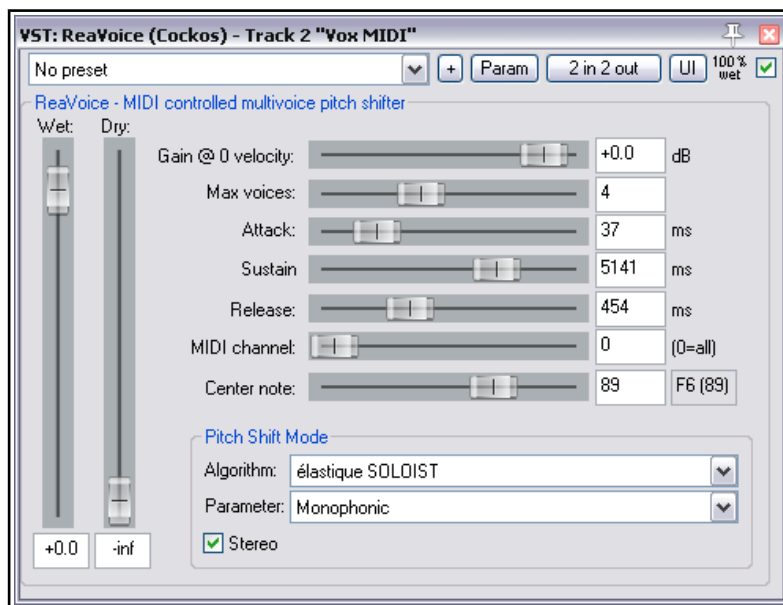 VST: ReaVoice (Cockos) - Track 2 "Vox MIDI"
No preset + Param 2 in 2 out UI 100% wet
ReaVoice - MIDI controlled multivoice pitch shifter
Wet: Dry:
Gain @ 0 velocity: +0.0 dB
Max voices: 4
Attack: 37 ms
Sustain 5141 ms
Release: 454 ms
MIDI channel: 0 (0=all)
Center note: 89 F6 (89)
Pitch Shift Mode
Algorithm: élastique SOLOIST
Parameter: Monophonic
Stereo
+0.0 -inf